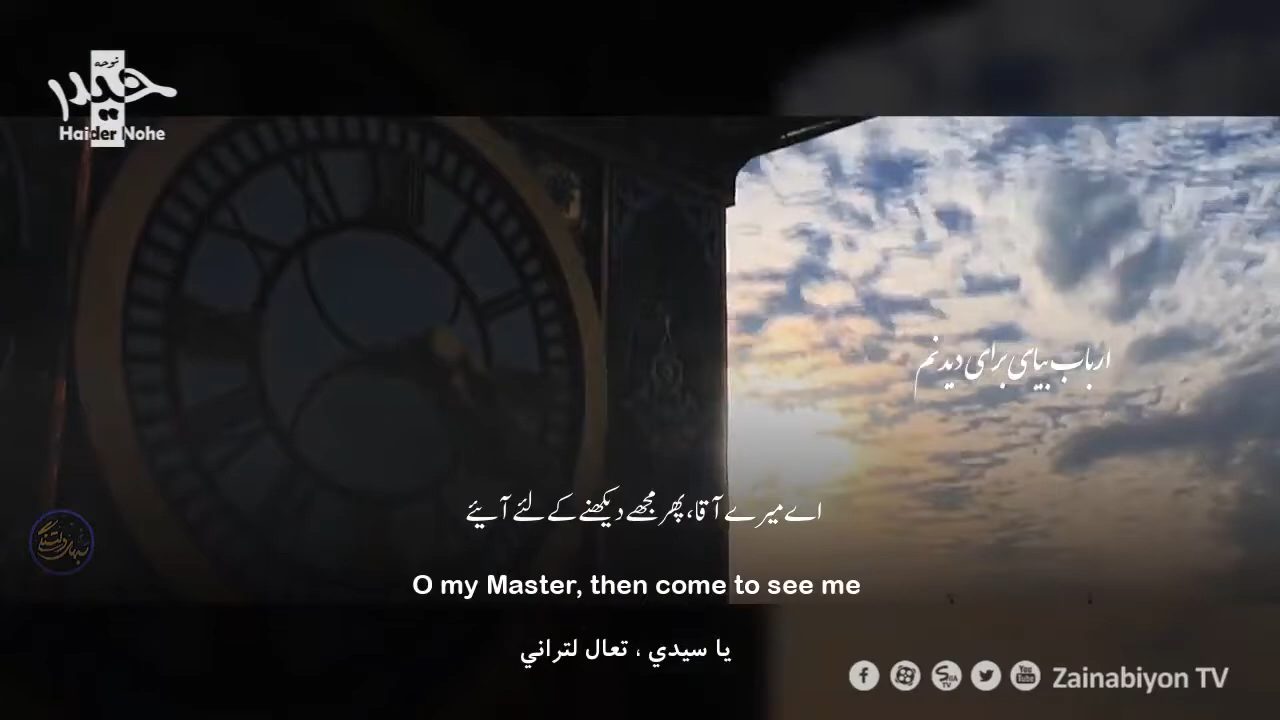 نوحه
حیدر
Haider Nohe
ارباب بیای برای دیدنم
اے میرے آقا، پھر مجھے دیکھنے کے لئے آیئے
O my Master, then come to see me
يا سيدي ، تعال لتراني
Zainabiyon TV